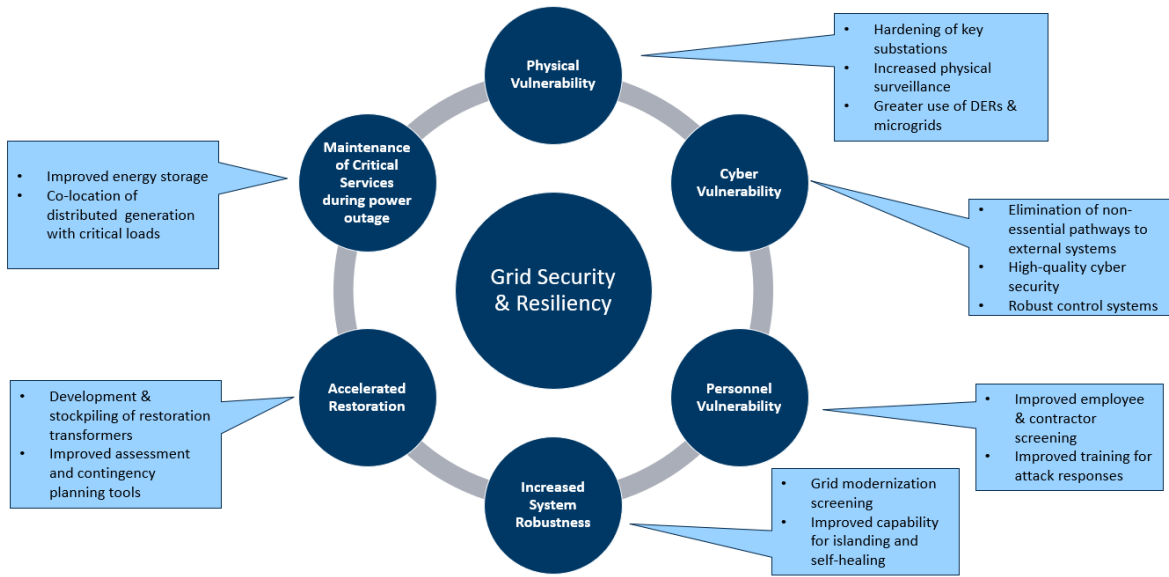 Physical
Vulnerability
• Hardening of key
substations
• Increased physical
surveillance
• Greater use of DERs &
microgrids
Cyber
Vulnerability
• Elimination of non-
essential pathways to
external systems
• High-quality cyber
security
• Robust control systems
Personnel
Vulnerability
• Improved employee
& contractor
screening
• Improved training for
attack responses
Increased
System
Robustness
• Grid modernization
screening
• Improved capability
for islanding and
self-healing
Accelerated
Restoration
• Development &
stockpiling of restoration
transformers
• Improved assessment
and contingency
planning tools
Maintenance
of Critical
Services
during power
outage
• Improved energy storage
• Co-location of
distributed generation
with critical loads
Grid Security
& Resiliency